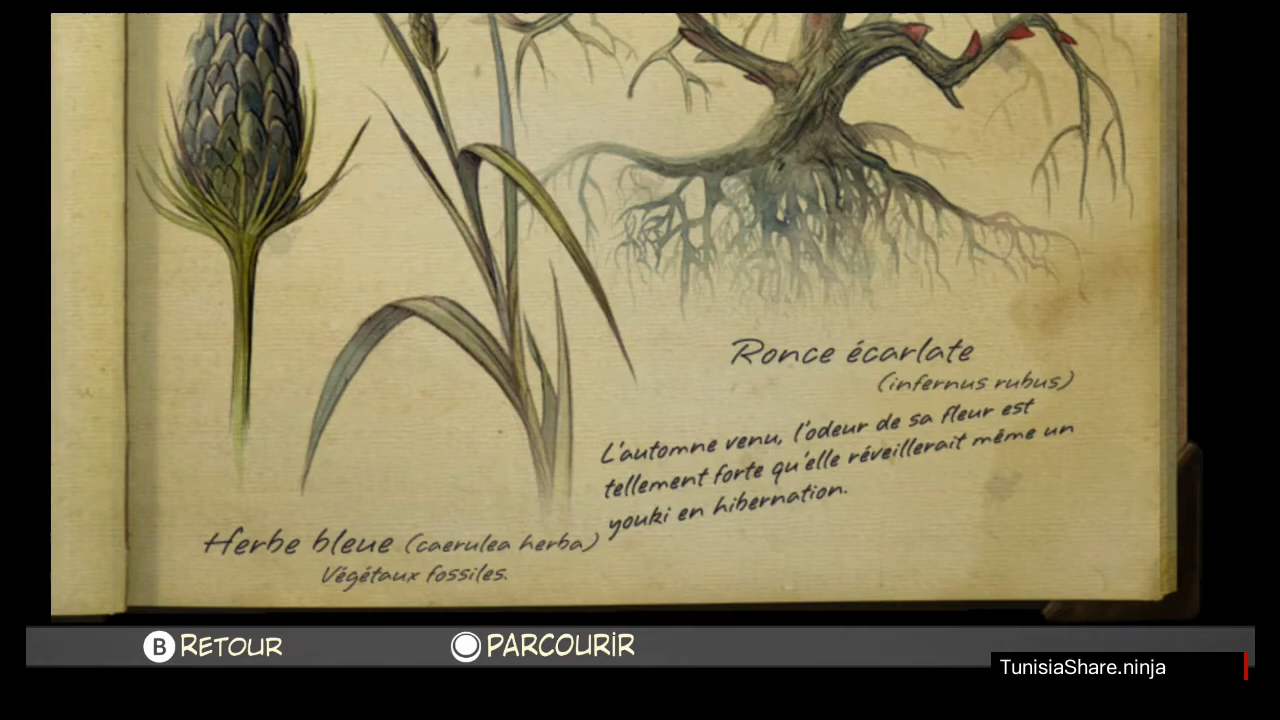 Ronce écarlate
(infernus rubus)
L'automne venu, l'odeur de sa fleur est
tellement forte qu'elle réveillerait même un
youki en hibernation.
Herbe bleue (caerulea herba)
Végétaux fossiles.
B RETOUR
PARCOURIR
TunisiaShare.ninja